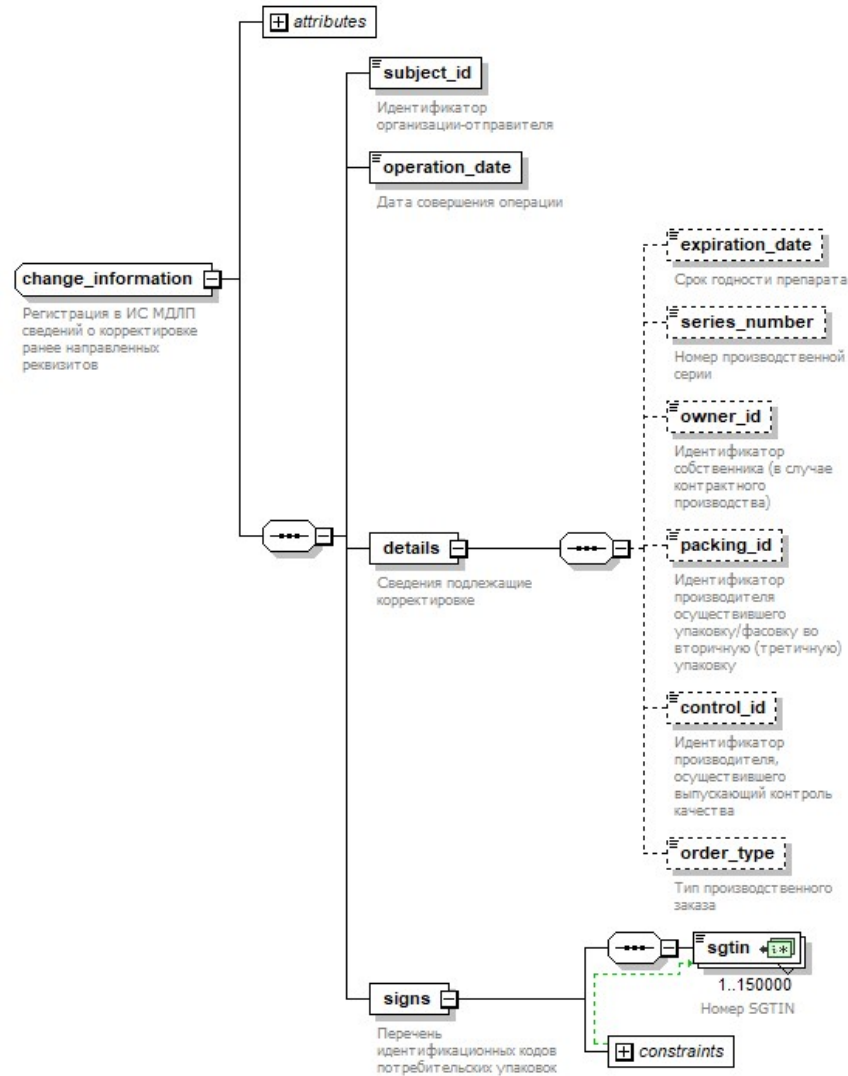 attributes
subject_id
Идентификатор
организации-отправителя
operation_date
Дата совершения операции
change_information
Регистрация в ИС МДЛП
сведений о корректировке
ранее направленных
реквизитов
details
Сведения подлежащие
корректировке
expiration_date
Срок годности препарата
series_number
Номер производственной
серии
owner_id
Идентификатор
собственника (в случае
контрактного
производства)
packing_id
Идентификатор
производителя
осуществившего
упаковку/фасовку во
вторичную (третичную)
упаковку
control_id
Идентификатор
производителя,
осуществившего
выпускающий контроль
качества
order_type
Тип производственного
заказа
signs
Перечень
идентификационных кодов
потребительских упаковок
sgtin
1..150000
Номер SGTIN
constraints